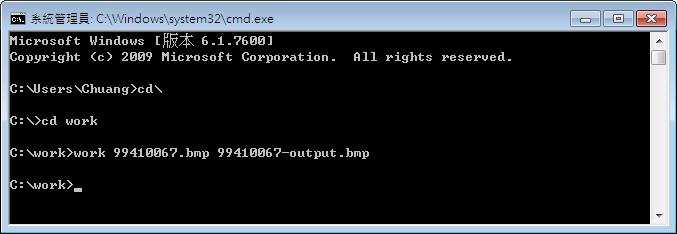 系統管理員: C:\Windows\system32\cmd.exe
Microsoft Windows [版本 6.1.7600]
Copyright (c) 2009 Microsoft Corporation.  All rights reserved.
C:\Users\Chuang>cd\
C:\>cd work
C:\work>work 99410067.bmp 99410067-output.bmp
C:\work>_